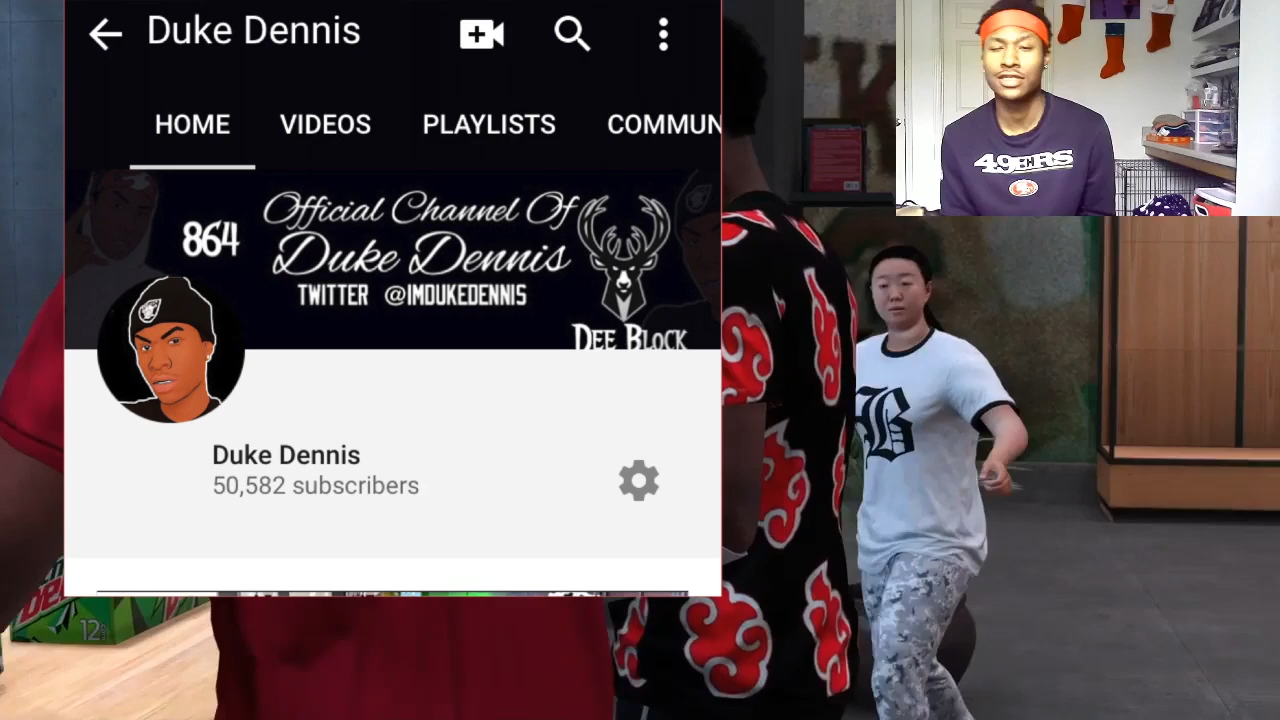 Duke Dennis
HOME VIDEOS PLAYLISTS COMMUN
864
Official Channel Of
Duke Dennis
TWITTER @IMDUKEDENNIS
DEE BLOCK
Duke Dennis
50,582 subscribers
49ERS
B
12